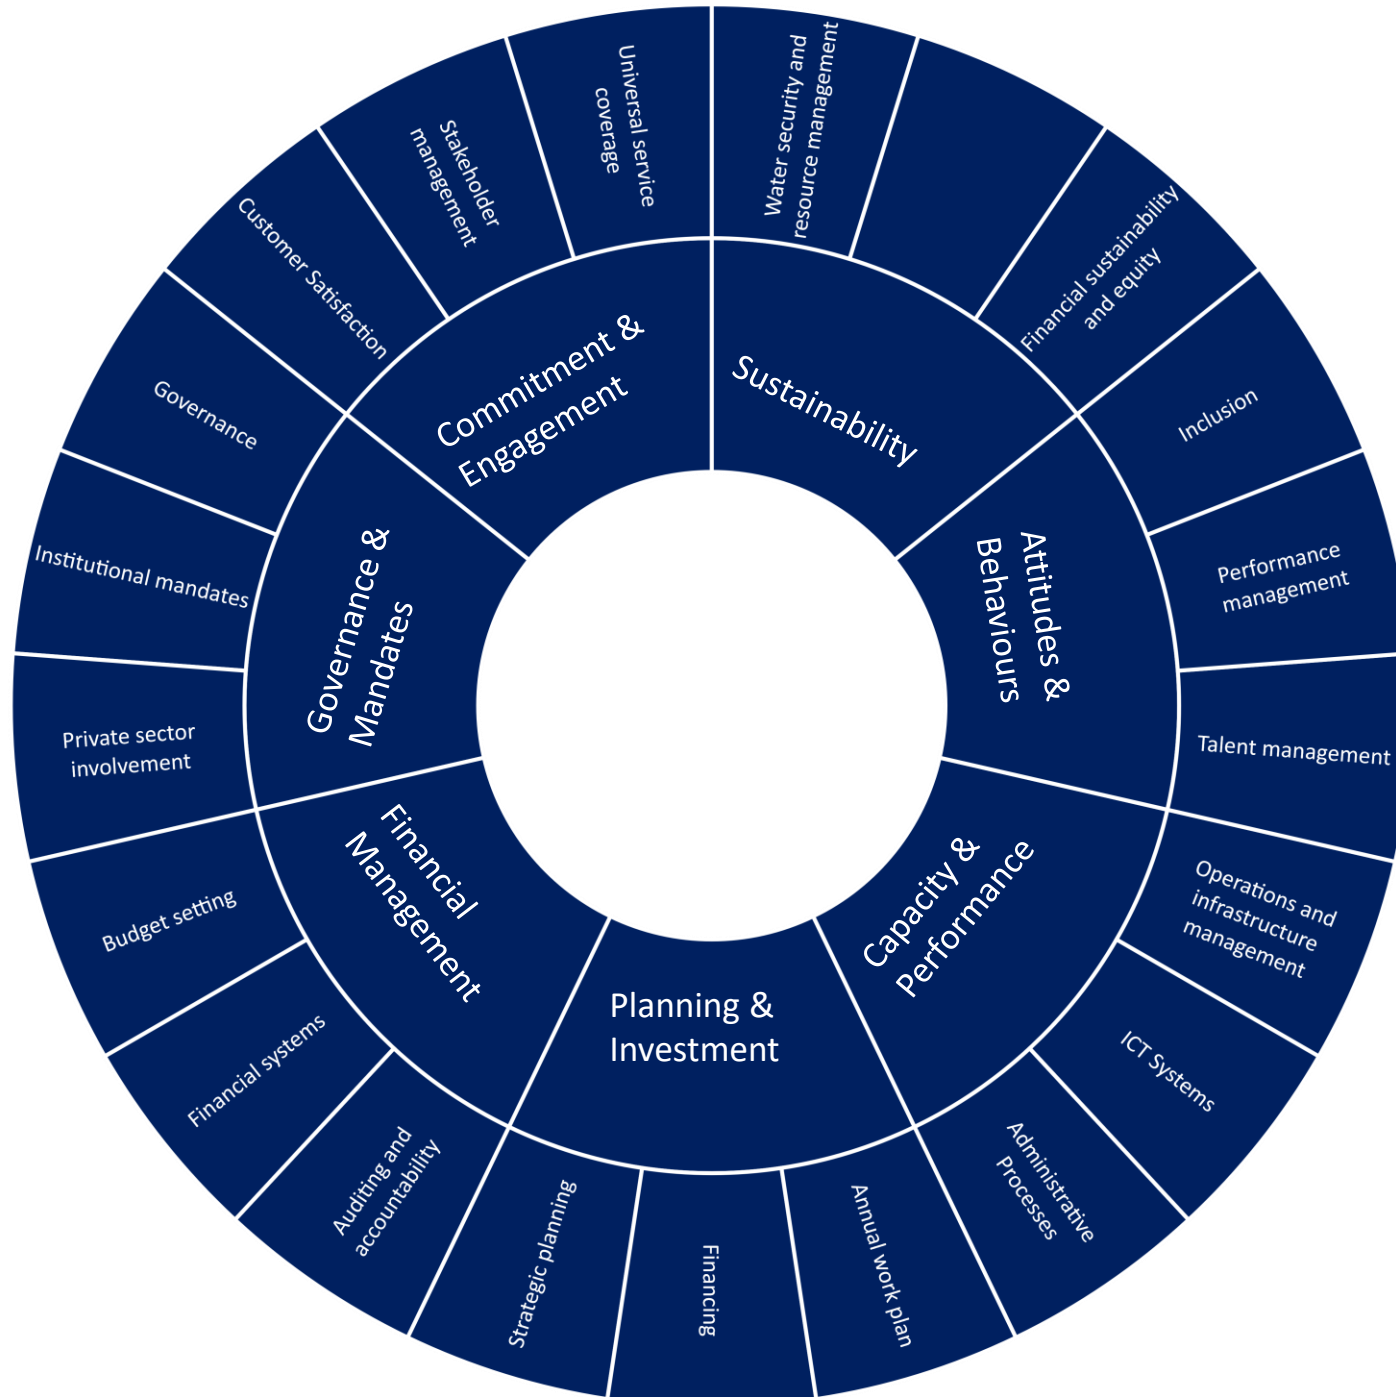 Sustainability
Water security and
resource management
Financial sustainability
and equity
Attitudes &
Behaviours
Inclusion
Performance
management
Talent management
Capacity &
Performance
Operations and
infrastructure
management
ICT Systems
Administrative
Processes
Planning &
Investment
Annual work plan
Financing
Strategic planning
Financial
Management
Auditing and
accountability
Financial systems
Budget setting
Governance &
Mandates
Private sector
involvement
Institutional mandates
Governance
Commitment &
Engagement
Customer Satisfaction
Stakeholder
management
Universal service
coverage